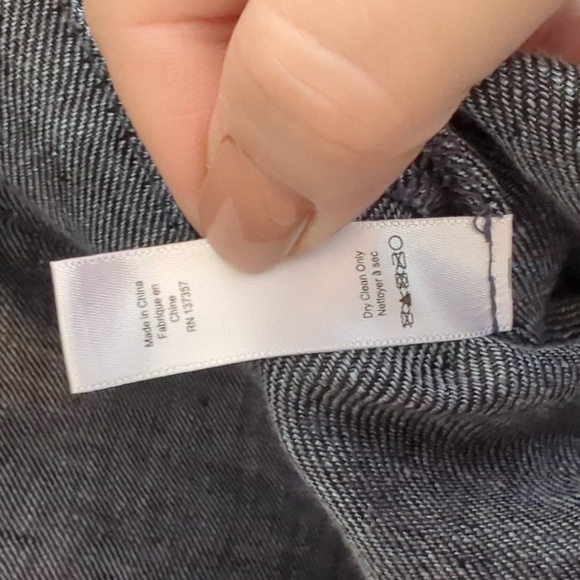 Dry Clean Only
Nettoyer à sec
Made in China
Fabriqué en
Chine
RN 137357